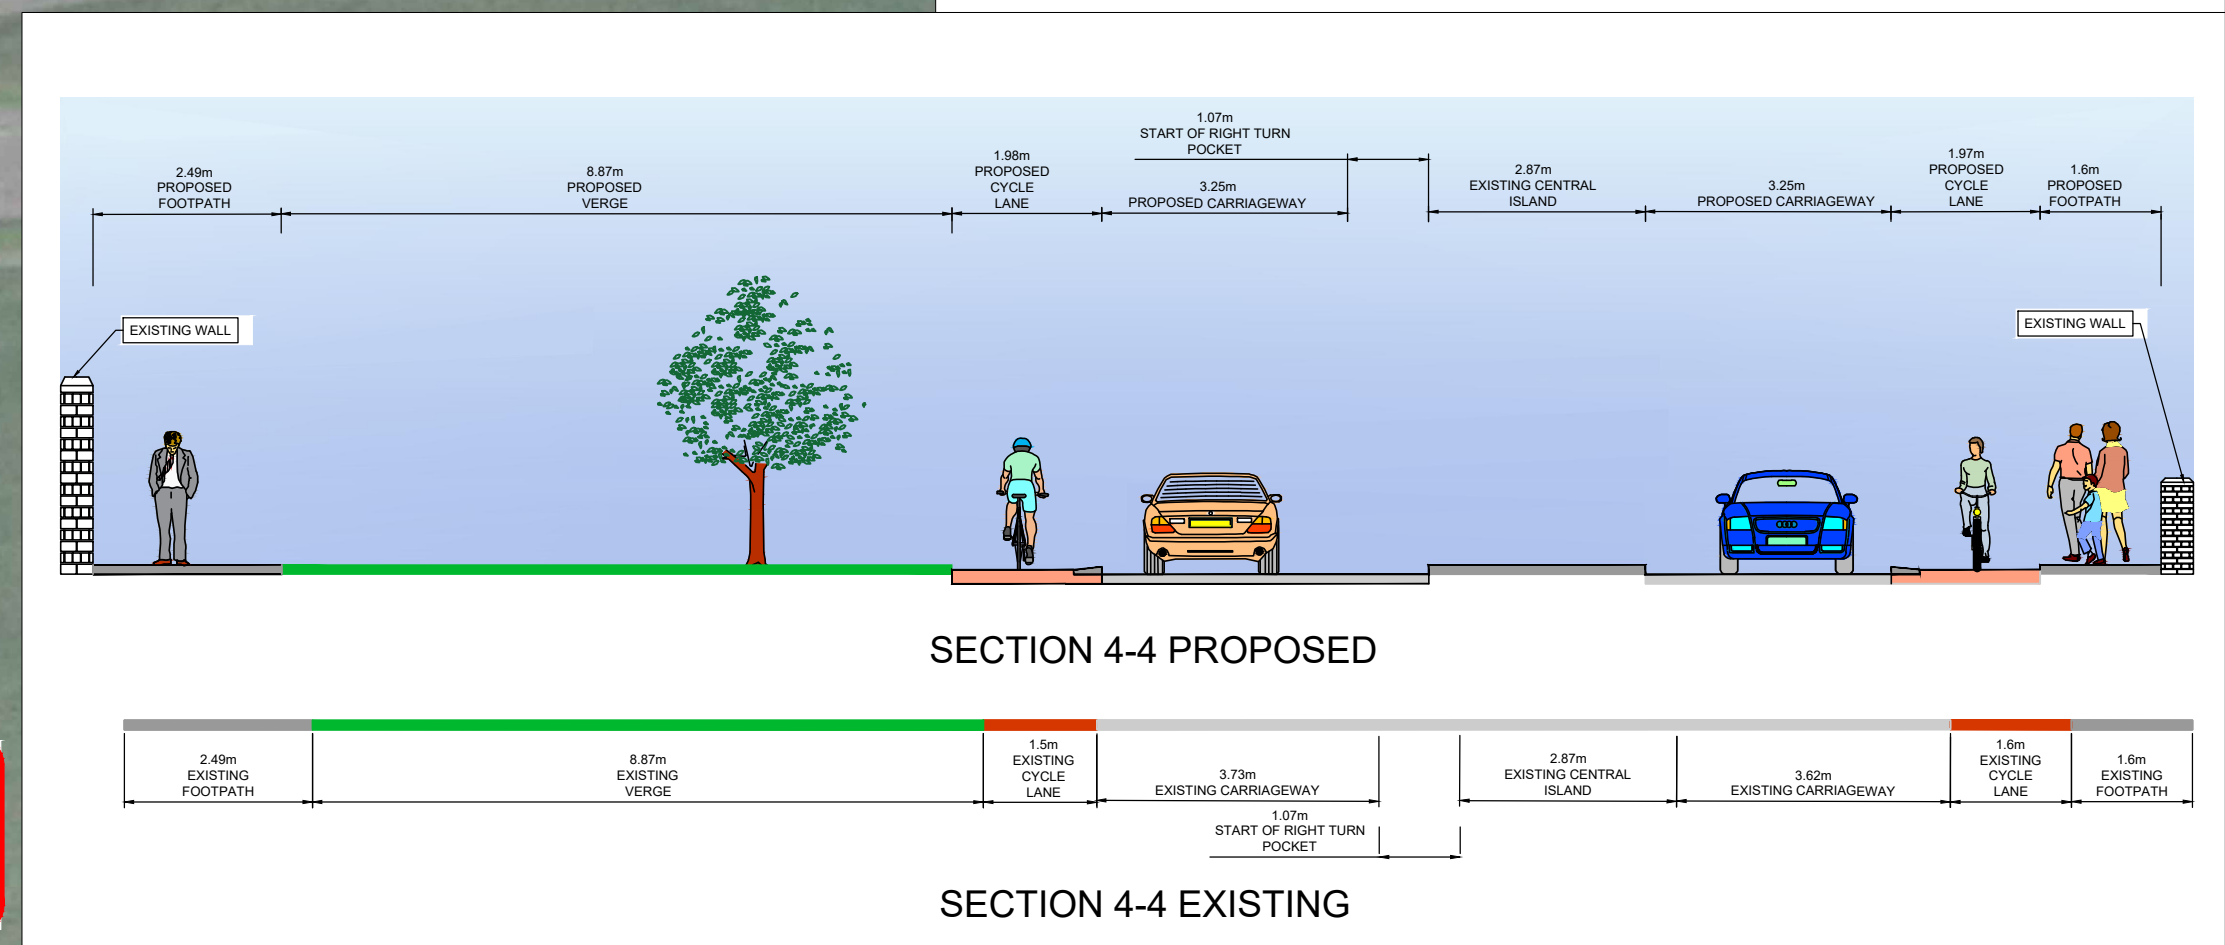 1.07m
START OF RIGHT TURN
POCKET
2.49m
PROPOSED
FOOTPATH
8.87m
PROPOSED
VERGE
1.98m
PROPOSED
CYCLE
LANE
3.25m
PROPOSED CARRIAGEWAY
2.87m
EXISTING CENTRAL
ISLAND
3.25m
PROPOSED CARRIAGEWAY
1.97m
PROPOSED
CYCLE
LANE
1.6m
PROPOSED
FOOTPATH
EXISTING WALL
EXISTING WALL
SECTION 4-4 PROPOSED
2.49m
EXISTING
FOOTPATH
8.87m
EXISTING
VERGE
1.5m
EXISTING
CYCLE
LANE
3.73m
EXISTING CARRIAGEWAY
1.07m
START OF RIGHT TURN
POCKET
2.87m
EXISTING CENTRAL
ISLAND
3.62m
EXISTING CARRIAGEWAY
1.6m
EXISTING
CYCLE
LANE
1.6m
EXISTING
FOOTPATH
SECTION 4-4 EXISTING